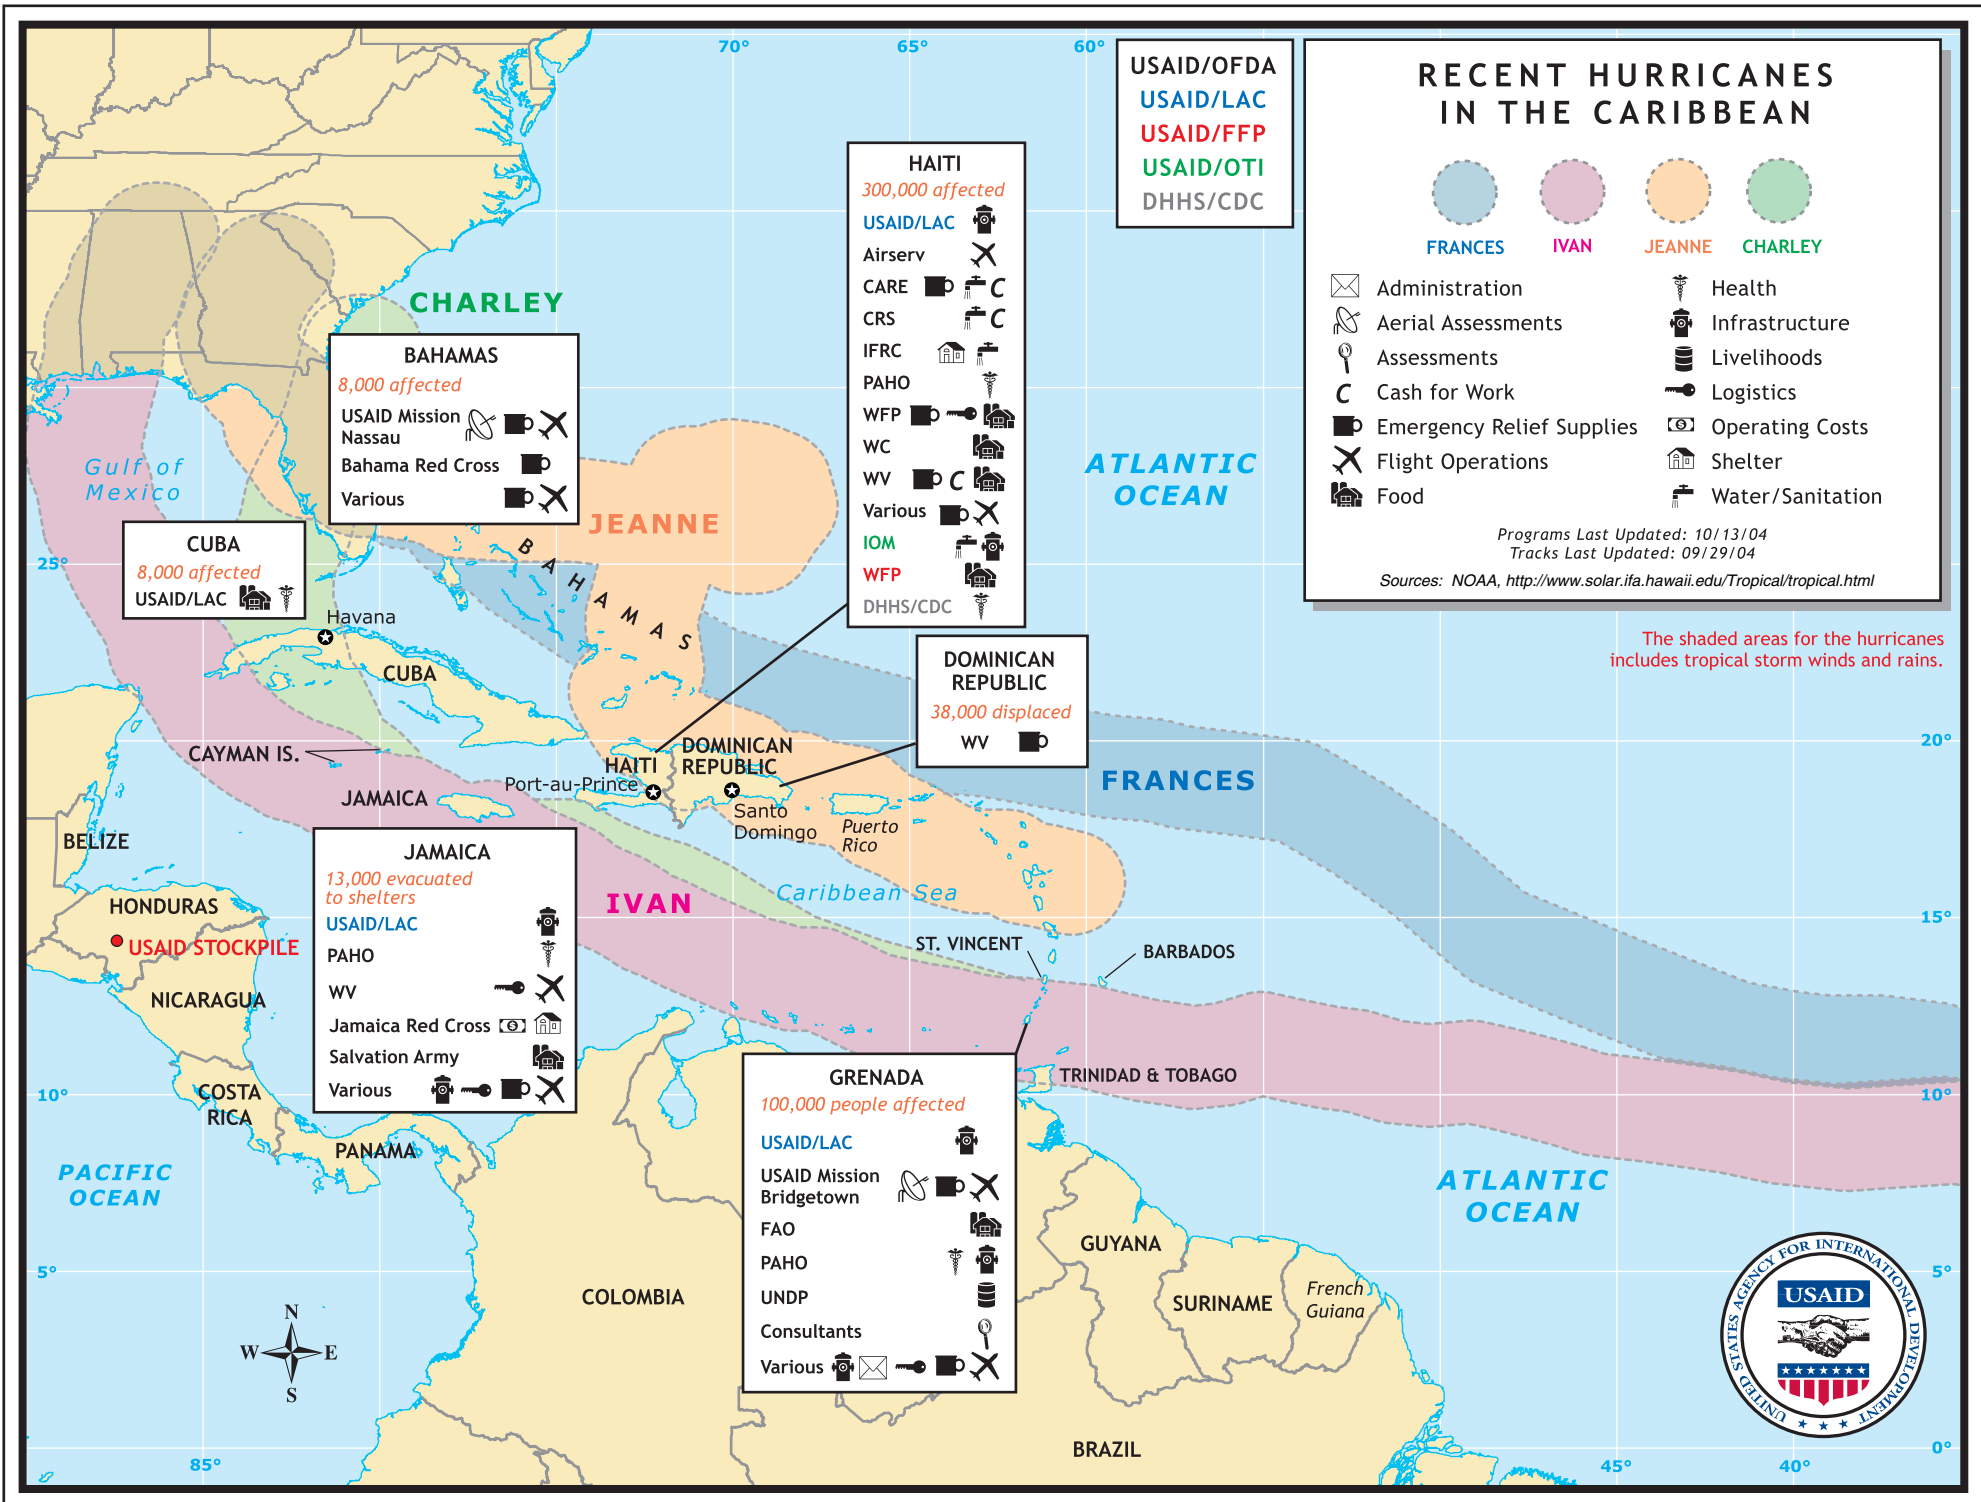 70°
65°
60°
USAID/OFDA
USAID/LAC
USAID/FFP
USAID/OTI
DHHS/CDC
RECENT HURRICANES
IN THE CARIBBEAN
FRANCES
IVAN
JEANNE
CHARLEY
Administration
Aerial Assessments
Assessments
C Cash for Work
Emergency Relief Supplies
Flight Operations
Food
Health
Infrastructure
Livelihoods
Logistics
Operating Costs
Shelter
Water/Sanitation
Programs Last Updated: 10/13/04
Tracks Last Updated: 09/29/04
Sources: NOAA, http://www.solar.ifa.hawaii.edu/Tropical/tropical.html
The shaded areas for the hurricanes
includes tropical storm winds and rains.
HAITI
300,000 affected
USAID/LAC
Airserv
CARE C
CRS C
IFRC
PAHO
WFP
WC
WV C
Various
IOM
WFP
DHHS/CDC
CHARLEY
BAHAMAS
8,000 affected
USAID Mission
Nassau
Bahama Red Cross
Various
Gulf of
Mexico
ATLANTIC
OCEAN
JEANNE
BAHAMAS
25°
CUBA
8,000 affected
USAID/LAC
Havana
CUBA
DOMINICAN
REPUBLIC
38,000 displaced
WV
CAYMAN IS.
HAITI
DOMINICAN
REPUBLIC
Port-au-Prince
Santo
Domingo
Puerto
Rico
JAMAICA
FRANCES
20°
BELIZE
JAMAICA
13,000 evacuated
to shelters
USAID/LAC
PAHO
WV
Jamaica Red Cross
Salvation Army
Various
IVAN
Caribbean Sea
15°
ST. VINCENT
BARBADOS
HONDURAS
USAID STOCKPILE
NICARAGUA
COSTA
RICA
PANAMA
10°
10°
TRINIDAD & TOBAGO
GRENADA
100,000 people affected
USAID/LAC
USAID Mission
Bridgetown
FAO
PAHO
UNDP
Consultants
Various
PACIFIC
OCEAN
ATLANTIC
OCEAN
5°
5°
COLOMBIA
GUYANA
SURINAME
French
Guiana
BRAZIL
N
W E
S
85°
45°
40°
0°
UNITED STATES AGENCY FOR INTERNATIONAL DEVELOPMENT
USAID